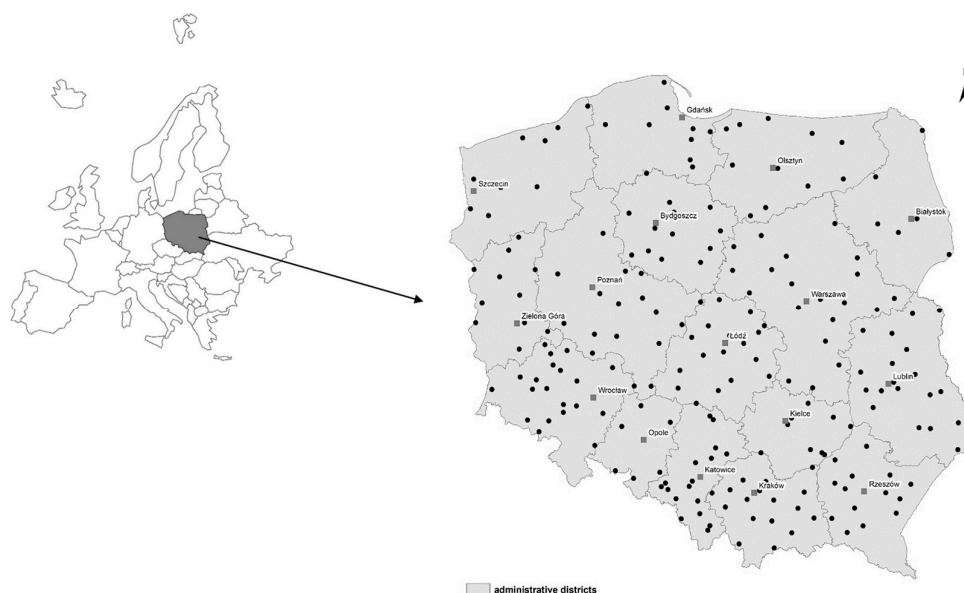 Gdańsk
Olsztyn
Szczecin
Białystok
Bydgoszcz
Poznań
Warszawa
Zielona Góra
Łódź
Lublin
Wrocław
Kielce
Opole
Katowice
Kraków
Rzeszów
administrative districts